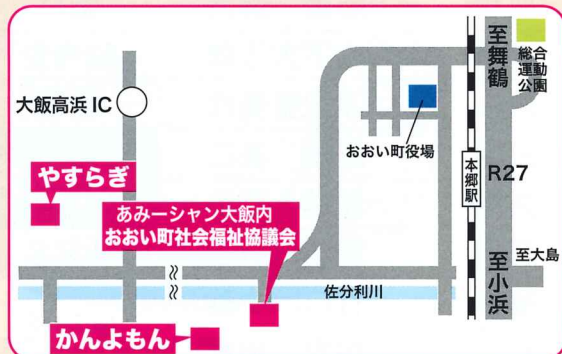 至舞鶴
総合
運動
公園
大飯高浜 IC
おおい町役場
やすらぎ
本郷駅
R27
あみーシャン大飯内
おおい町社会福祉協議会
至大島
至小浜
佐分利川
かんよもん